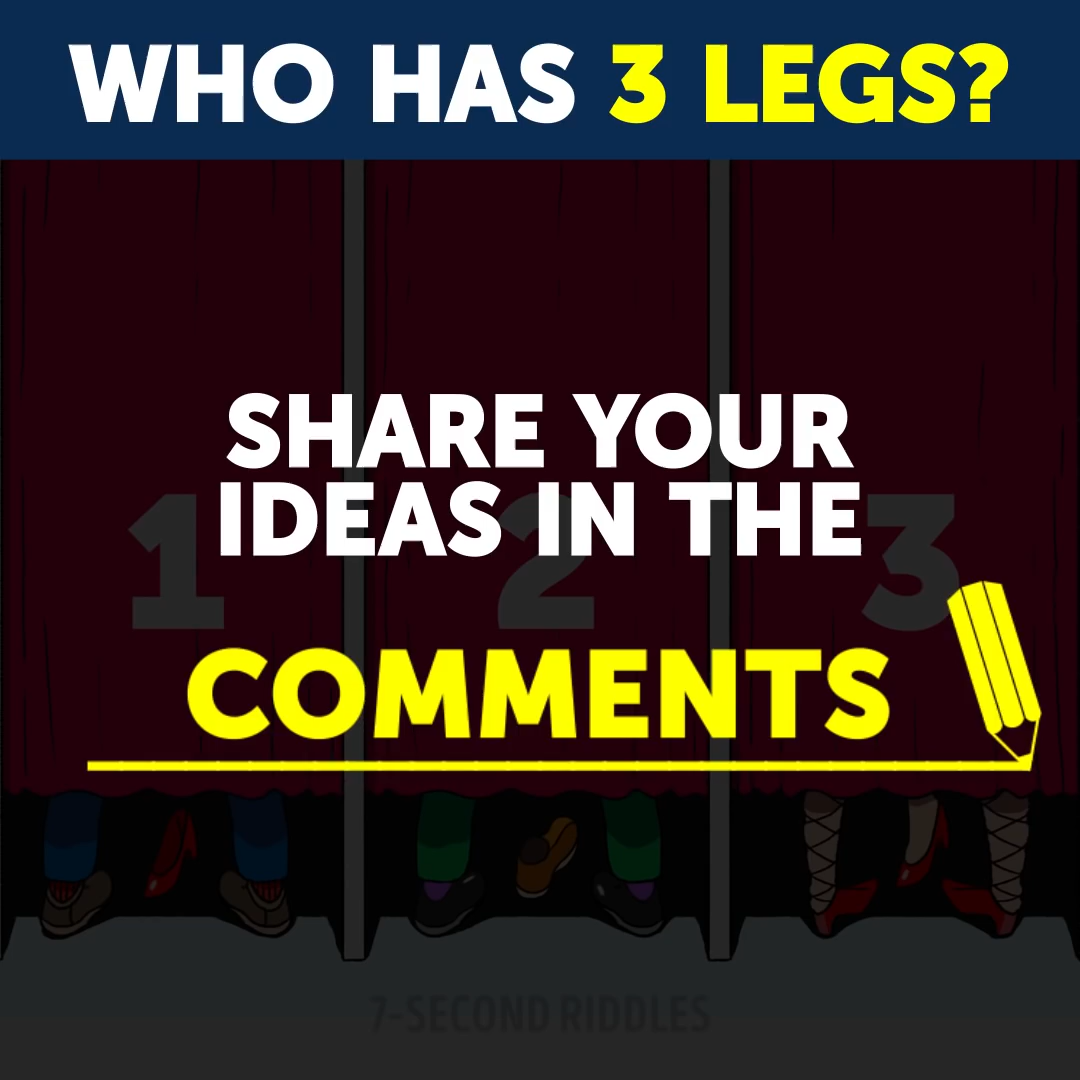 WHO HAS 3 LEGS?
SHARE YOUR
IDEAS IN THE
1 2 3
COMMENTS
7-SECOND RIDDLES